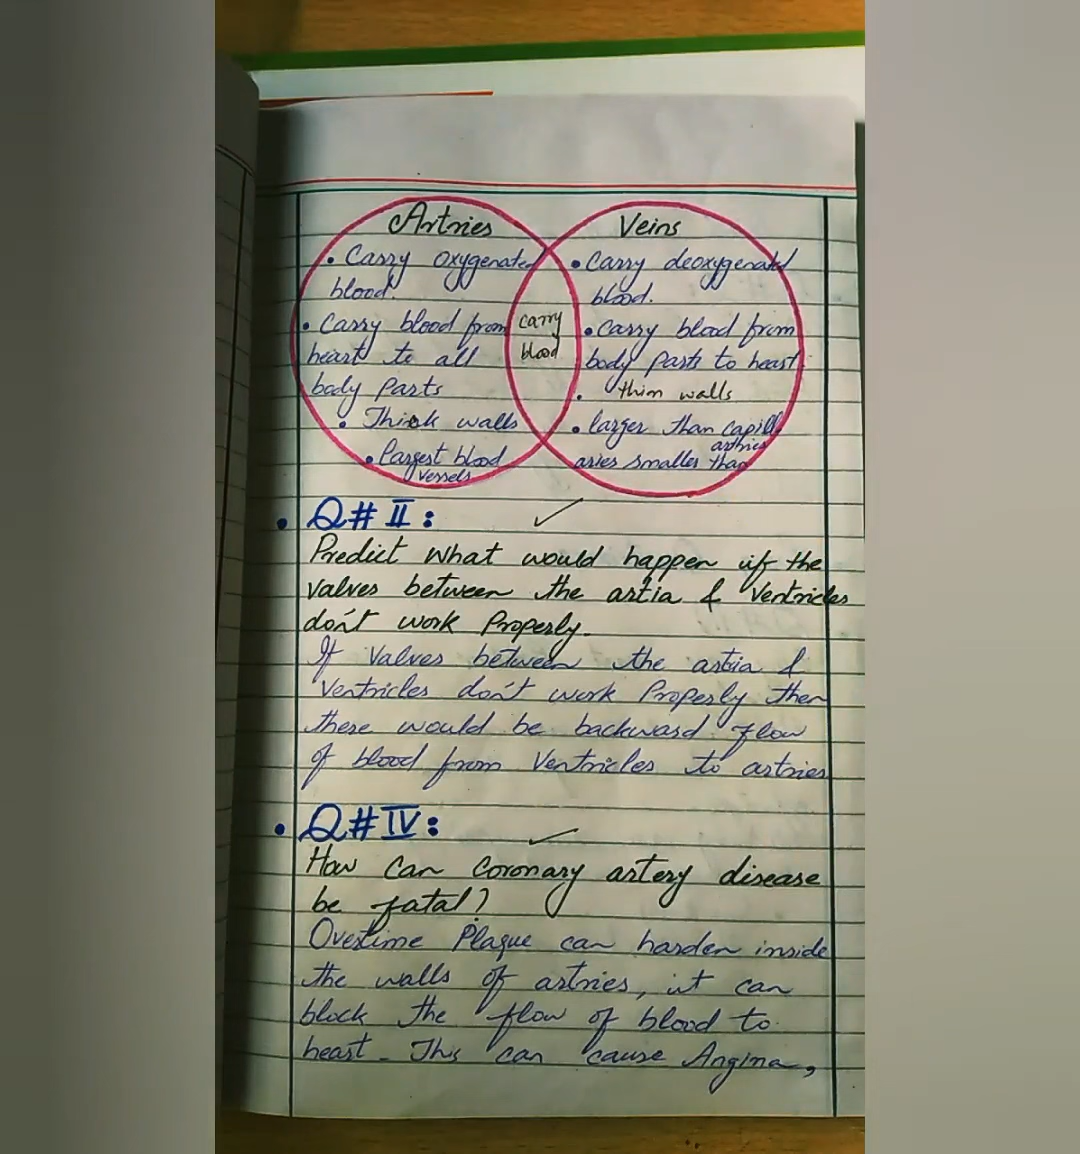 Artries
• Carry oxygenated
blood.
• Carry blood from
heart to all
body parts
• Thick walls
• Largest blood
vessels
carry
blood
Veins
• Carry deoxygenated
blood.
• Carry blood from
body parts to heart.
• thin walls
• larger than capill
aries smaller than
arthries
• Q# II :
Predict what would happen if the
valves between the artia & Ventricles
don't work Properly.
If Valves between the artia &
Ventricles don't work Properly then
there would be backward flow
of blood from Ventricles to artries
• Q# IV :
How can Coronary artery disease
be fatal?
Overtime Plaque can harden inside
the walls of artries, it can
block the flow of blood to
heart. This can cause Angina,